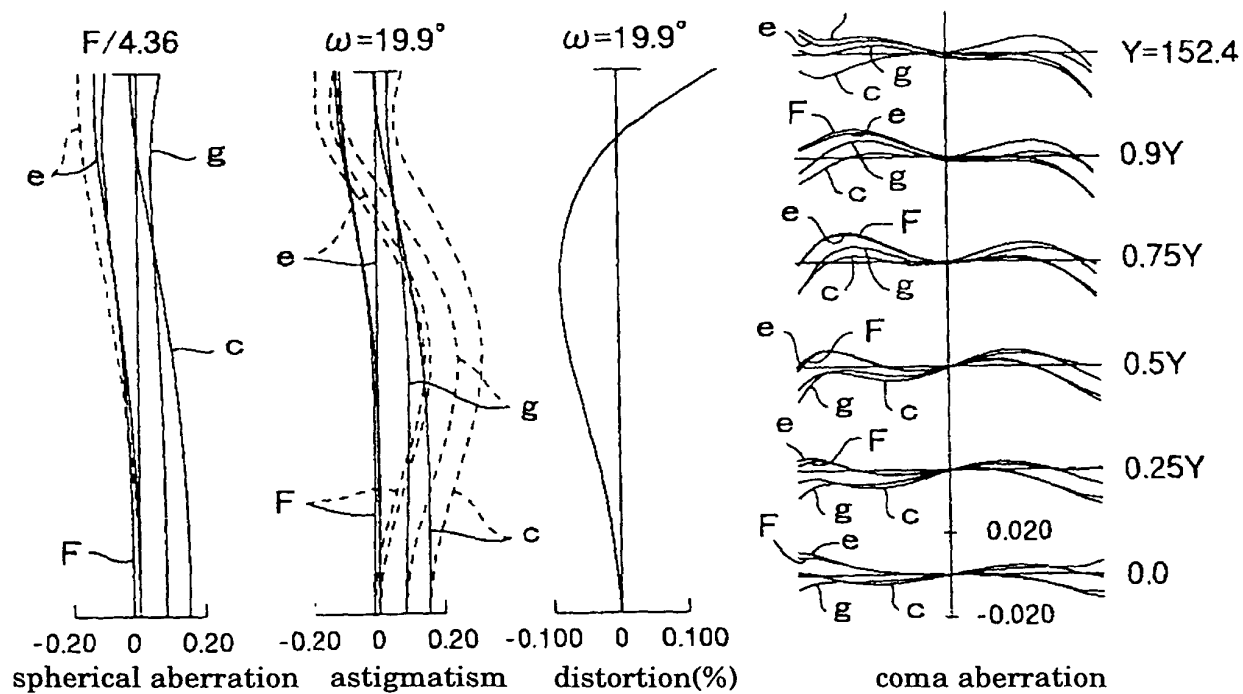 F/4.36
e
g
c
F
-0.20 0 0.20
spherical aberration
ω=19.9°
e
g
F
c
-0.20 0 0.20
astigmatism
ω=19.9°
-0.100 0 0.100
distortion(%)
e
g
c
Y=152.4
F
e
g
c
0.9Y
e
F
c
g
0.75Y
e
F
g
c
0.5Y
e
F
g
c
0.25Y
0.020
F
e
g
c
0.0
-0.020
coma aberration